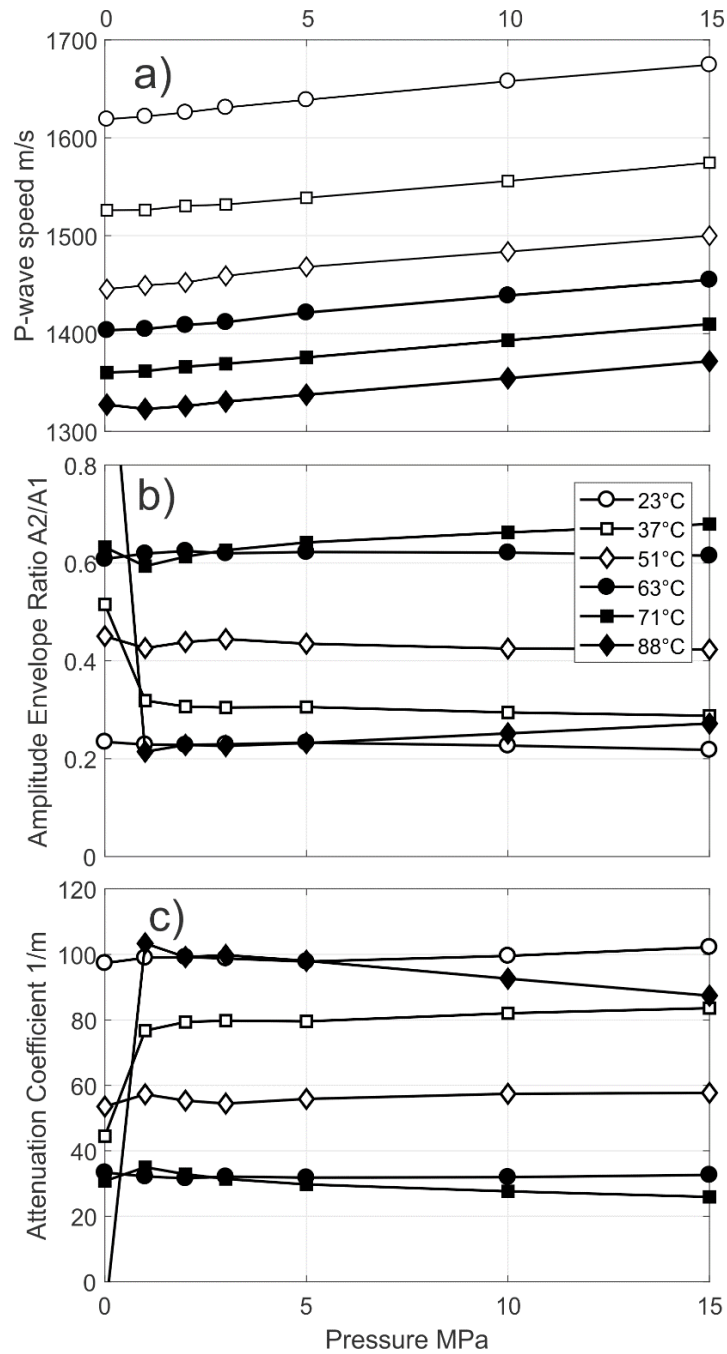 0 5 10 15
1700
a)
1600
1500
1400
1300
P-wave speed m/s
0.8
b)
0.6
0.4
0.2
0
Amplitude Envelope Ratio A2/A1
23°C
37°C
51°C
63°C
71°C
88°C
120
c)
100
80
60
40
20
0
Attenuation Coefficient 1/m
0 5 10 15
Pressure MPa